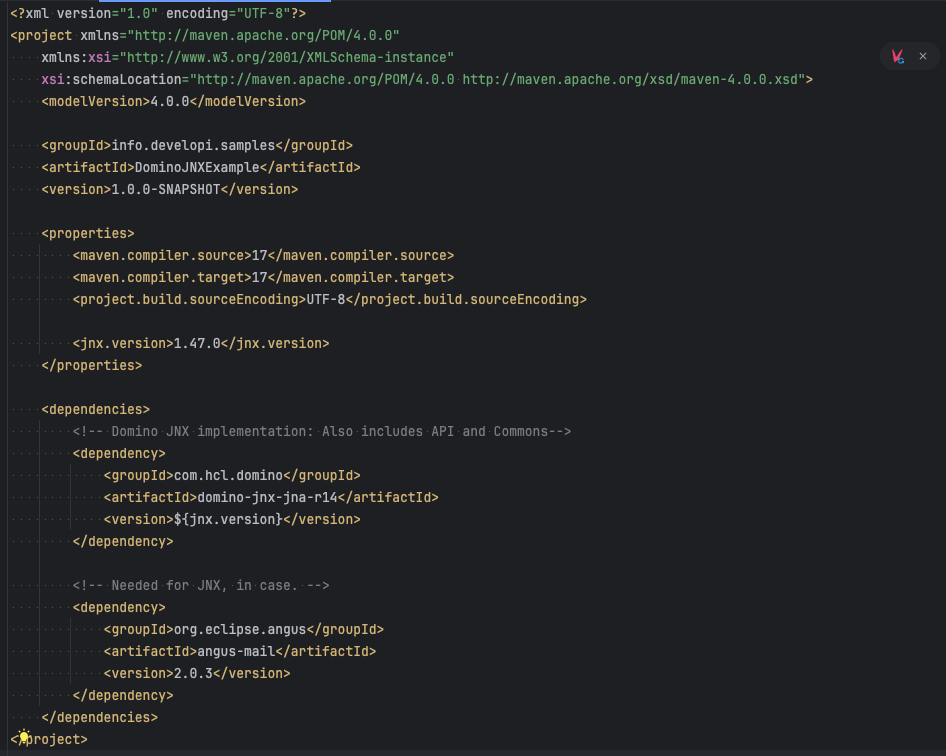 <?xml version="1.0" encoding="UTF-8"?>
<project xmlns="http://maven.apache.org/POM/4.0.0"
    xmlns:xsi="http://www.w3.org/2001/XMLSchema-instance"
    xsi:schemaLocation="http://maven.apache.org/POM/4.0.0 http://maven.apache.org/xsd/maven-4.0.0.xsd">
    <modelVersion>4.0.0</modelVersion>

    <groupId>info.developi.samples</groupId>
    <artifactId>DominoJNXExample</artifactId>
    <version>1.0.0-SNAPSHOT</version>

    <properties>
        <maven.compiler.source>17</maven.compiler.source>
        <maven.compiler.target>17</maven.compiler.target>
        <project.build.sourceEncoding>UTF-8</project.build.sourceEncoding>

        <jnx.version>1.47.0</jnx.version>
    </properties>

    <dependencies>
        <!-- Domino JNX implementation: Also includes API and Commons-->
        <dependency>
            <groupId>com.hcl.domino</groupId>
            <artifactId>domino-jnx-jna-r14</artifactId>
            <version>${jnx.version}</version>
        </dependency>

        <!-- Needed for JNX, in case. -->
        <dependency>
            <groupId>org.eclipse.angus</groupId>
            <artifactId>angus-mail</artifactId>
            <version>2.0.3</version>
        </dependency>
    </dependencies>
</project>